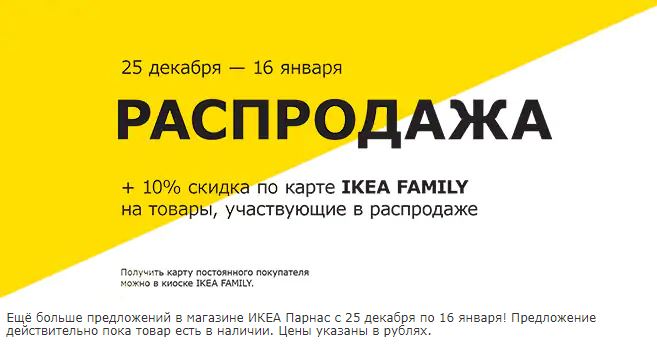 25 декабря — 16 января
РАСПРОДАЖА
+ 10% скидка по карте IKEA FAMILY
на товары, участвующие в распродаже
Получить карту постоянного покупателя
можно в киоске IKEA FAMILY.
Ещё больше предложений в магазине ИКЕА Парнас с 25 декабря по 16 января! Предложение
действительно пока товар есть в наличии. Цены указаны в рублях.